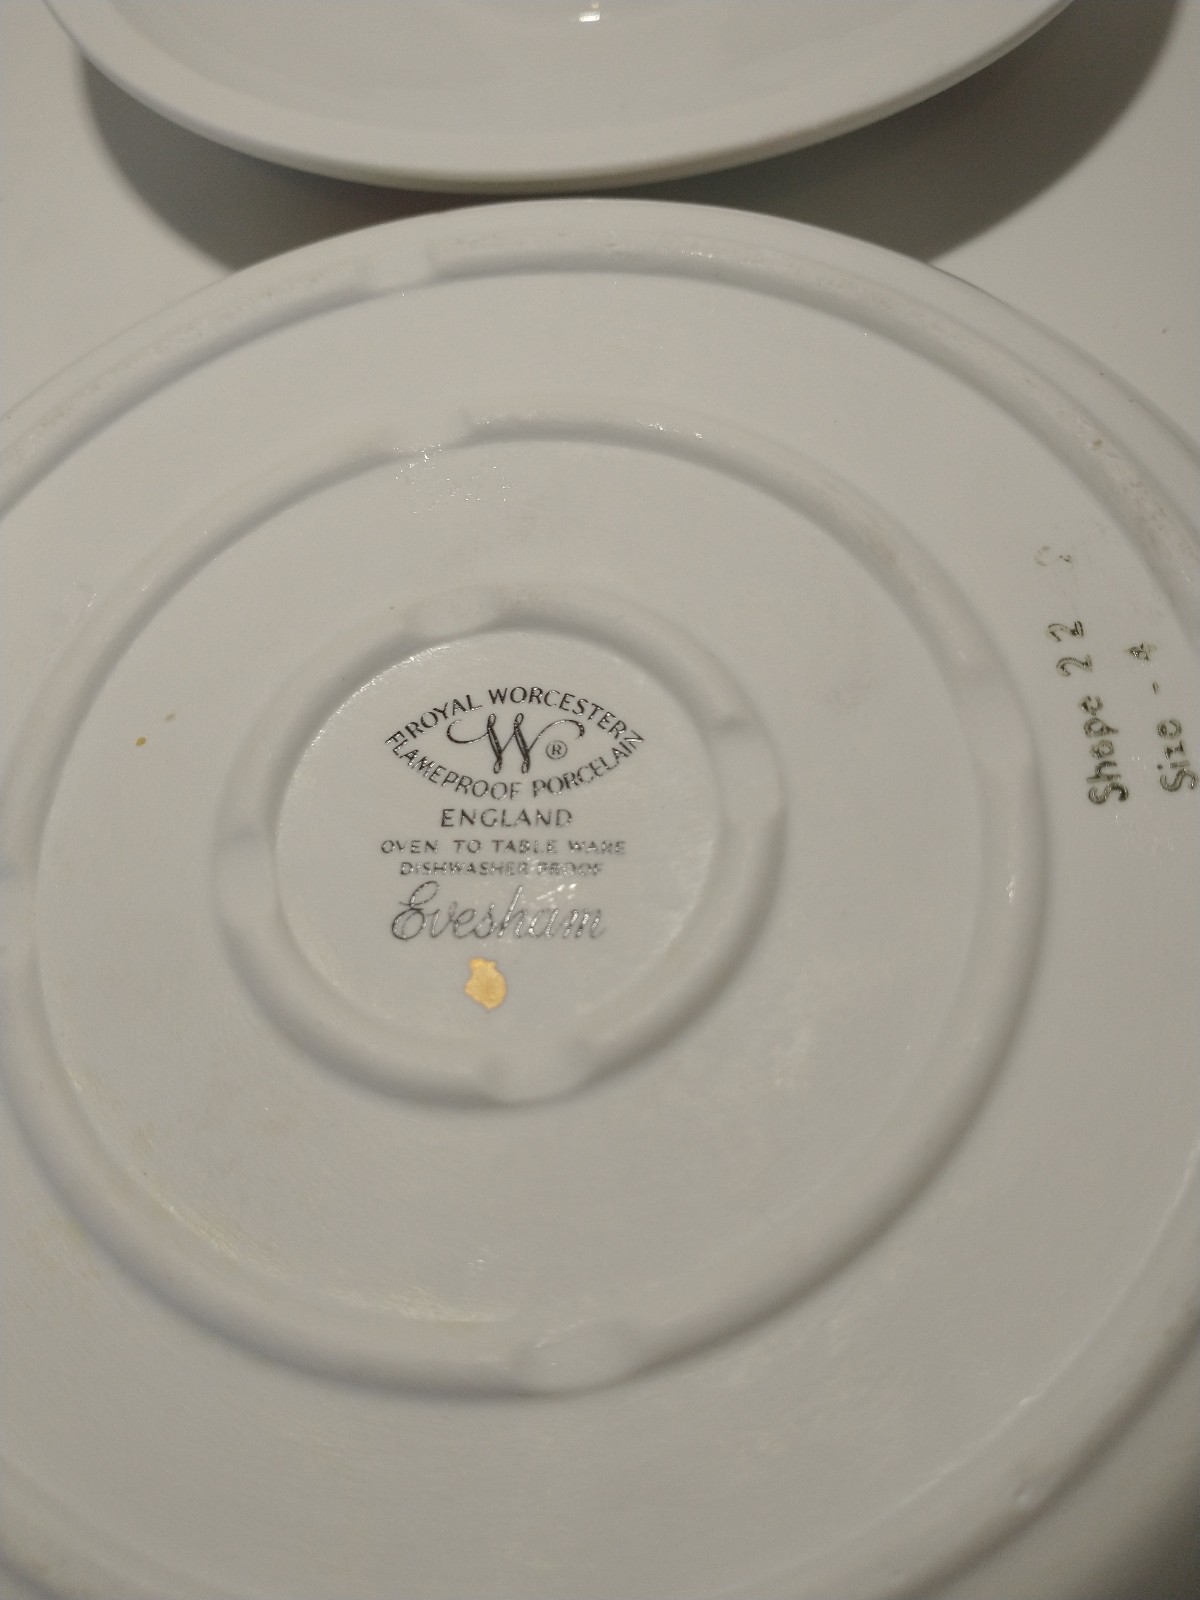 ROYAL WORCESTER
W ®
FLAMEPROOF PORCELAIN
ENGLAND
OVEN TO TABLE WARE
DISHWASHER PROOF
Evesham
Shape 22
Size - 4